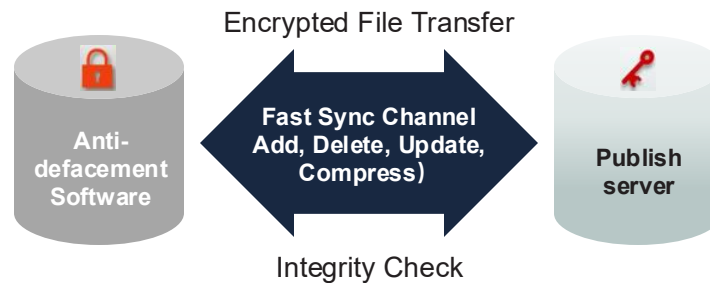 Encrypted File Transfer
Anti-
defacement
Software
Fast Sync Channel
Add, Delete, Update,
Compress）
Publish
server
Integrity Check